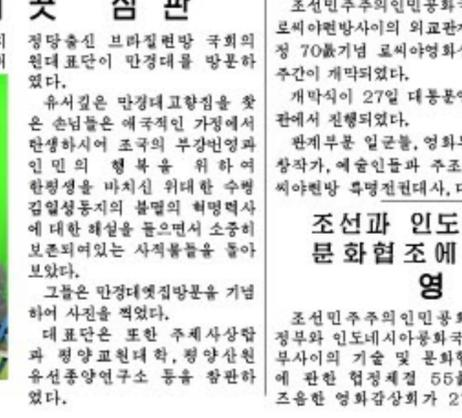 곳 참 관
정당출신 브라질련방 국회의
원대표단이 만경대를 방문하
였다.
유서깊은 만경대고향집을 찾
은 손님들은 애국적인 가정에서
탄생하시여 조국의 부강번영과
인민의 행복을 위하여
한평생을 바치신 위대한 수령
김일성동지의 불멸의 혁명력사
에 대한 해설을 들으면서 소중히
보존되여있는 사적물들을 돌아
보았다.
그들은 만경대옛집방문을 기념
하여 사진을 찍었다.
대표단은 또한 주체사상탑
과 평양교원대학, 평양산원
유선종양연구소 등을 참관하
였다.
조선민주주의인민공화
로씨야련방사이의 외교관
정 70돐기념 로씨야영화
주간이 개막되였다.
개막식이 27일 대동문영
관에서 진행되였다.
관계부문 일군들, 영화부
창작가, 예술인들과 주조
씨야련방 특명전권대사,
조선과 인도
문화협조에
영
조선민주주의인민공화
정부와 인도네시아공화국
부사이의 기술 및 문화협
에 관한 협정체결 55
즈음한 영화감상회가 2